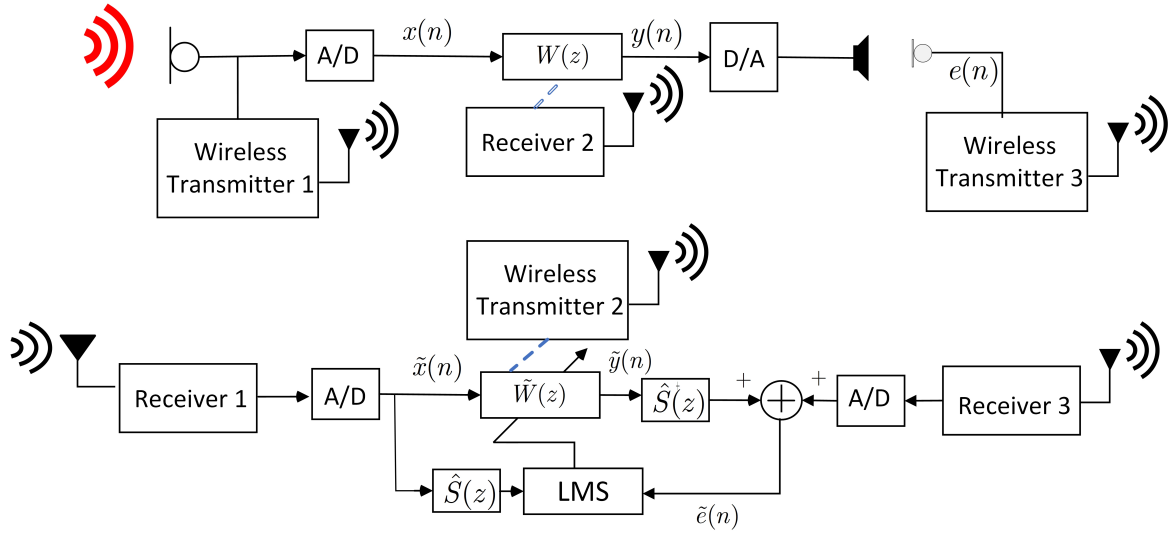 x(n)
y(n)
A/D
W(z)
D/A
e(n)
Receiver 2
Wireless
Transmitter 1
Wireless
Transmitter 3
Wireless
Transmitter 2
x̃(n)
ỹ(n)
Receiver 1
A/D
W̃(z)
Ŝ(z)
+
+
A/D
Receiver 3
Ŝ(z)
LMS
ẽ(n)